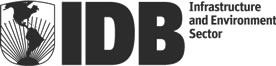 IDB
Infrastructure
and Environment
Sector